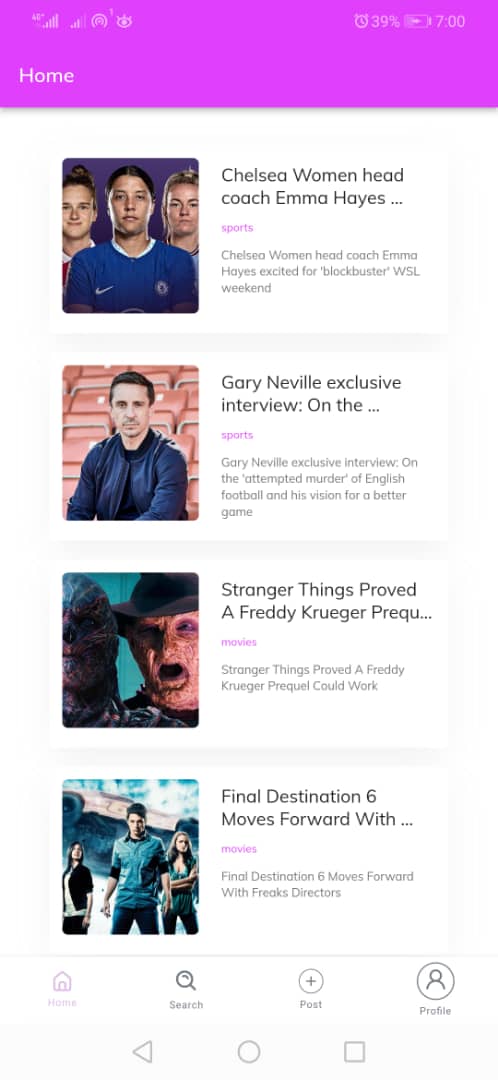 4G+
1
39%
7:00
Home
Chelsea Women head
coach Emma Hayes ...
sports
Chelsea Women head coach Emma
Hayes excited for 'blockbuster' WSL
weekend
Gary Neville exclusive
interview: On the ...
sports
Gary Neville exclusive interview: On
the 'attempted murder' of English
football and his vision for a better
game
Stranger Things Proved
A Freddy Krueger Prequ...
movies
Stranger Things Proved A Freddy
Krueger Prequel Could Work
Final Destination 6
Moves Forward With ...
movies
Final Destination 6 Moves Forward
With Freaks Directors
Home
Search
Post
Profile